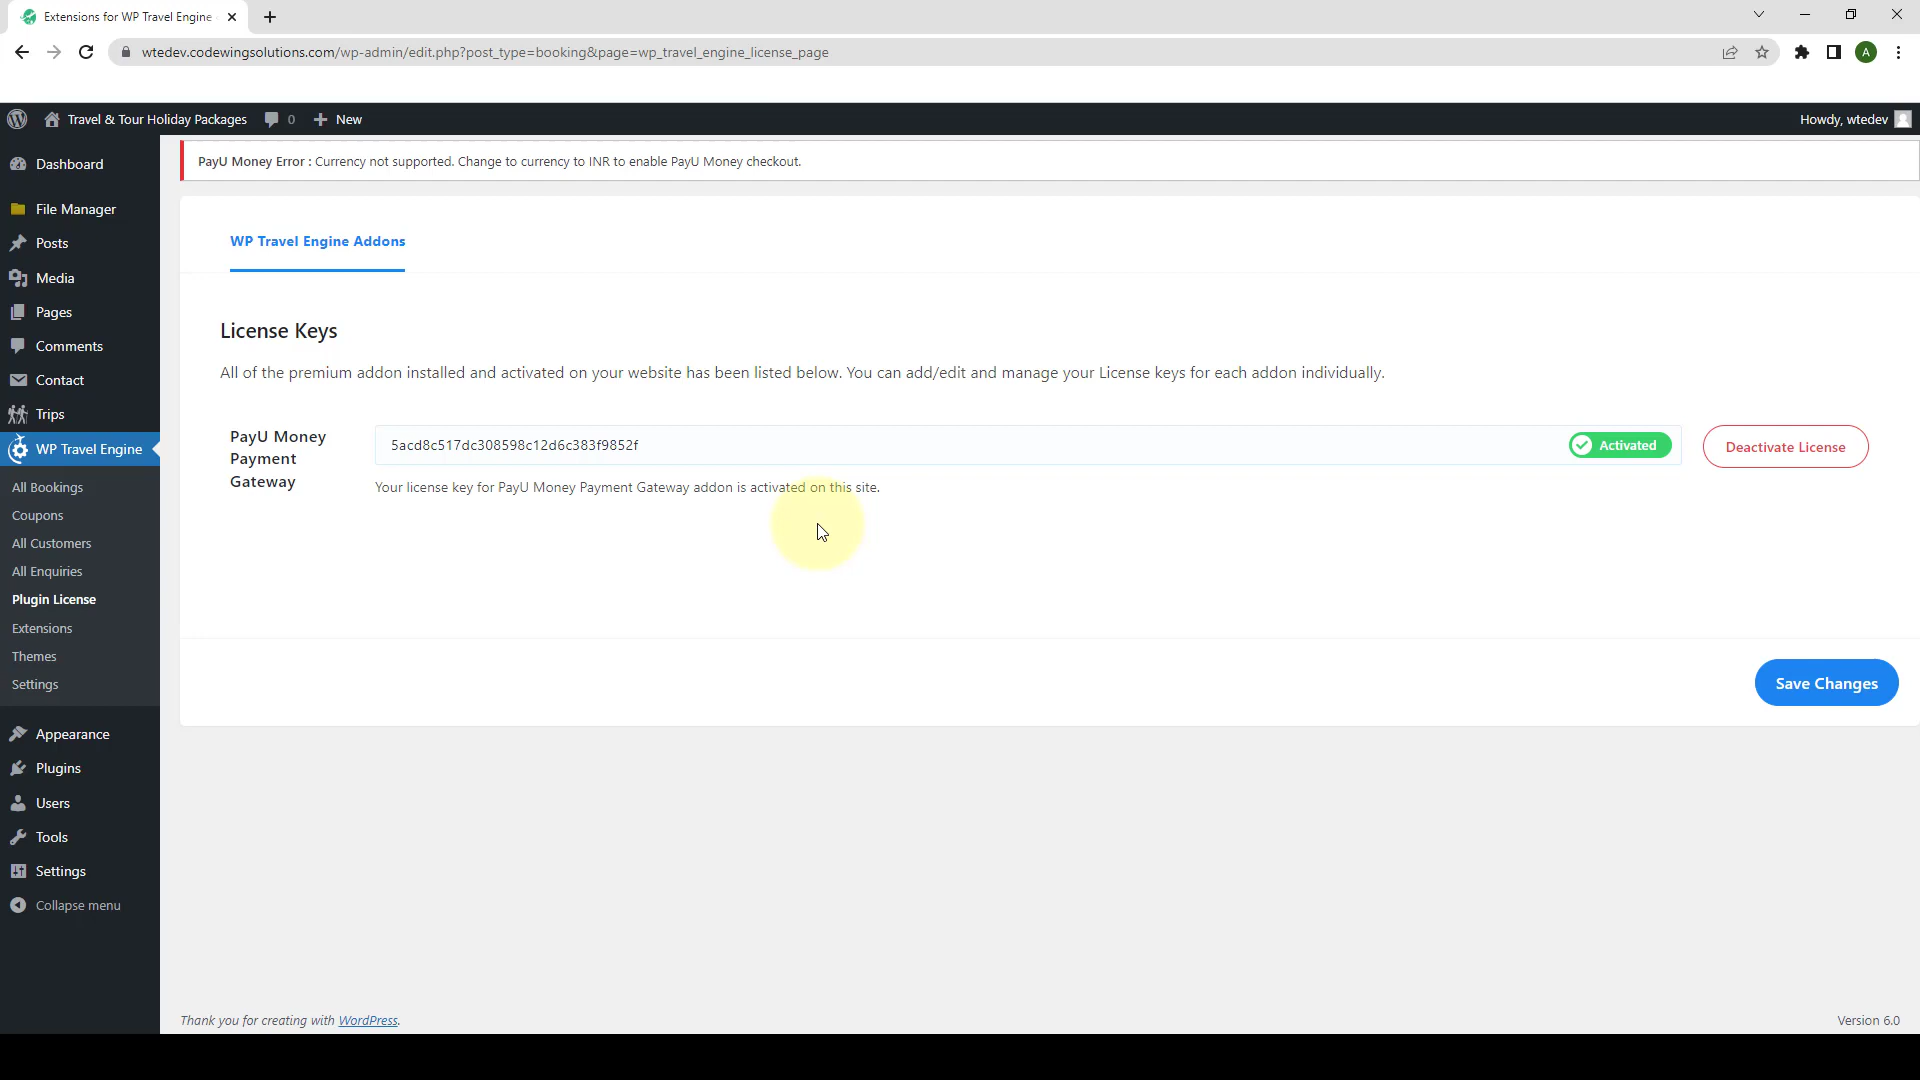 Extensions for WP Travel Engine
wtedev.codewingsolutions.com/wp-admin/edit.php?post_type=booking&page=wp_travel_engine_license_page
A
Travel & Tour Holiday Packages
0
New
Howdy, wtedev
Dashboard
File Manager
Posts
Media
Pages
Comments
Contact
Trips
WP Travel Engine
All Bookings
Coupons
All Customers
All Enquiries
Plugin License
Extensions
Themes
Settings
Appearance
Plugins
Users
Tools
Settings
Collapse menu
PayU Money Error : Currency not supported. Change to currency to INR to enable PayU Money checkout.
WP Travel Engine Addons
License Keys
All of the premium addon installed and activated on your website has been listed below. You can add/edit and manage your License keys for each addon individually.
PayU Money
Payment
Gateway
5acd8c517dc308598c12d6c383f9852f
Activated
Deactivate License
Your license key for PayU Money Payment Gateway addon is activated on this site.
Save Changes
Thank you for creating with WordPress.
Version 6.0